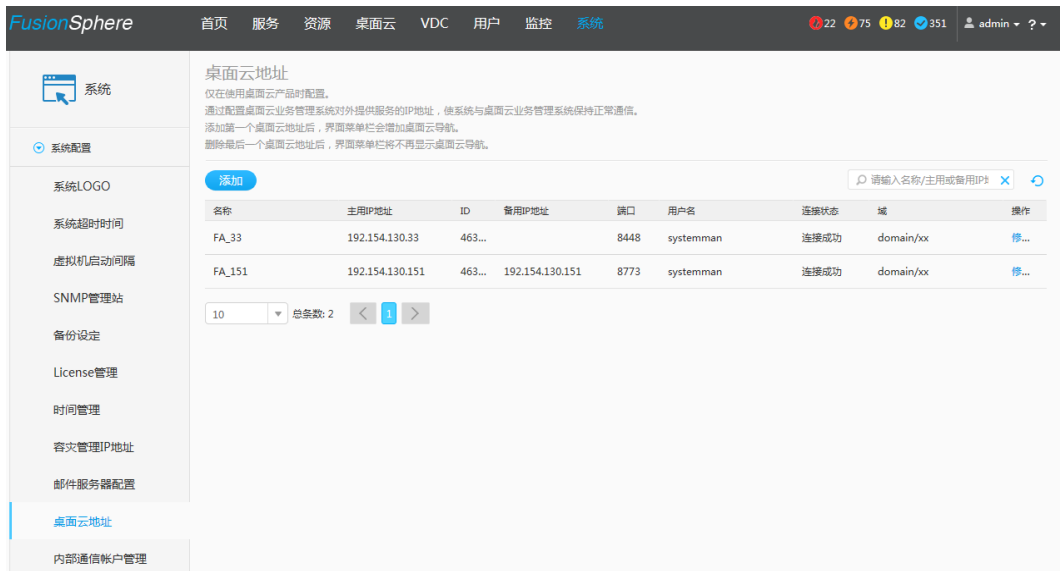 FusionSphere 首页 服务 资源 桌面云 VDC 用户 监控 系统 22 75 82 351 admin ?
系统
系统配置
系统LOGO
系统超时时间
虚拟机启动间隔
SNMP管理站
备份设定
License管理
时间管理
容灾管理IP地址
邮件服务器配置
桌面云地址
内部通信帐户管理
桌面云地址
仅在使用桌面云产品时配置。
通过配置桌面云业务管理系统对外提供服务的IP地址，使系统与桌面云业务管理系统保持正常通信。
添加第一个桌面云地址后，界面菜单栏会增加桌面云导航。
删除最后一个桌面云地址后，界面菜单栏将不再显示桌面云导航。
添加 请输入名称/主用或备用IP
名称 主用IP地址 ID 备用IP地址 端口 用户名 连接状态 域 操作
FA_33 192.154.130.33 463... 8448 systemman 连接成功 domain/xx 修...
FA_151 192.154.130.151 463... 192.154.130.151 8773 systemman 连接成功 domain/xx 修...
10 总条数: 2 < 1 >